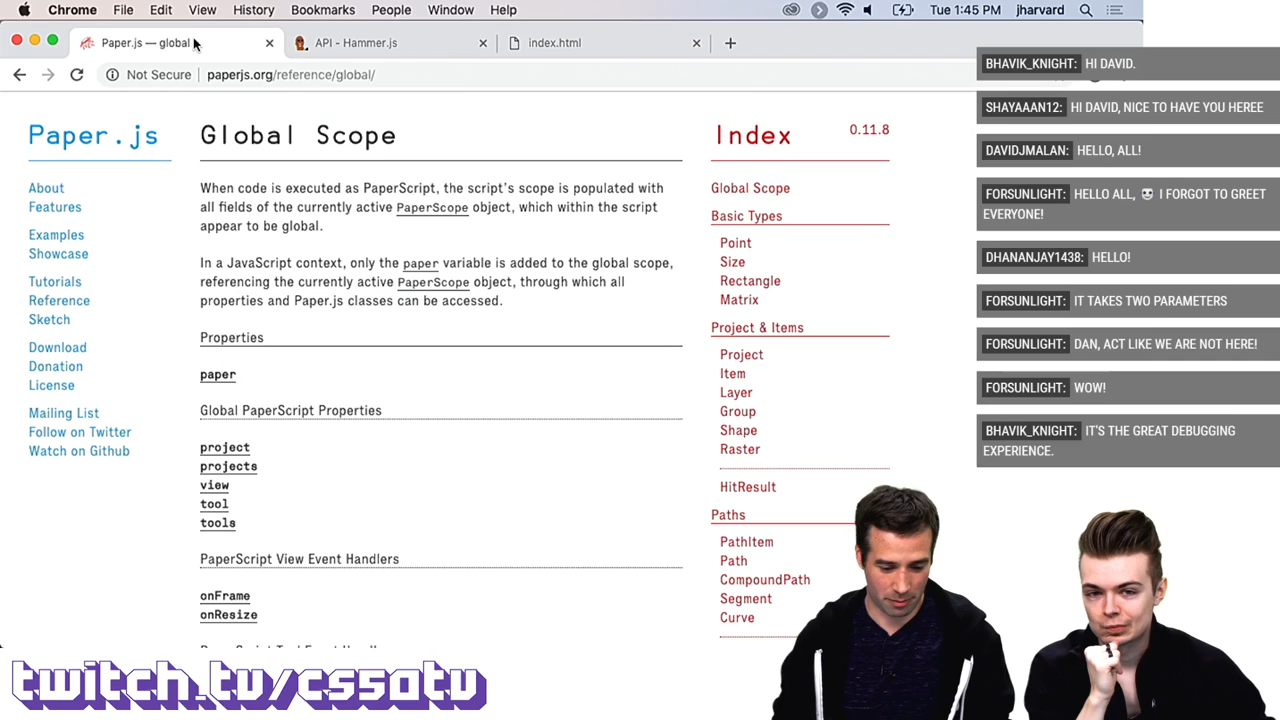 Chrome File Edit View History Bookmarks People Window Help Tue 1:45 PM jharvard
Paper.js — global
API - Hammer.js
index.html
Not Secure paperjs.org/reference/global/
Paper.js
About
Features
Examples
Showcase
Tutorials
Reference
Sketch
Download
Donation
License
Mailing List
Follow on Twitter
Watch on Github
Global Scope
When code is executed as PaperScript, the script's scope is populated with
all fields of the currently active PaperScope object, which within the script
appear to be global.
In a JavaScript context, only the paper variable is added to the global scope,
referencing the currently active PaperScope object, through which all
properties and Paper.js classes can be accessed.
Properties
paper
Global PaperScript Properties
project
projects
view
tool
tools
PaperScript View Event Handlers
onFrame
onResize
Index 0.11.8
Global Scope
Basic Types
Point
Size
Rectangle
Matrix
Project & Items
Project
Item
Layer
Group
Shape
Raster
HitResult
Paths
PathItem
Path
CompoundPath
Segment
Curve
BHAVIK_KNIGHT: HI DAVID.
SHAYAAAN12: HI DAVID, NICE TO HAVE YOU HEREE
DAVIDJMALAN: HELLO, ALL!
FORSUNLIGHT: HELLO ALL, I FORGOT TO GREET
EVERYONE!
DHANANJAY1438: HELLO!
FORSUNLIGHT: IT TAKES TWO PARAMETERS
FORSUNLIGHT: DAN, ACT LIKE WE ARE NOT HERE!
FORSUNLIGHT: WOW!
BHAVIK_KNIGHT: IT'S THE GREAT DEBUGGING
EXPERIENCE.
twitch.tv/cs50tv